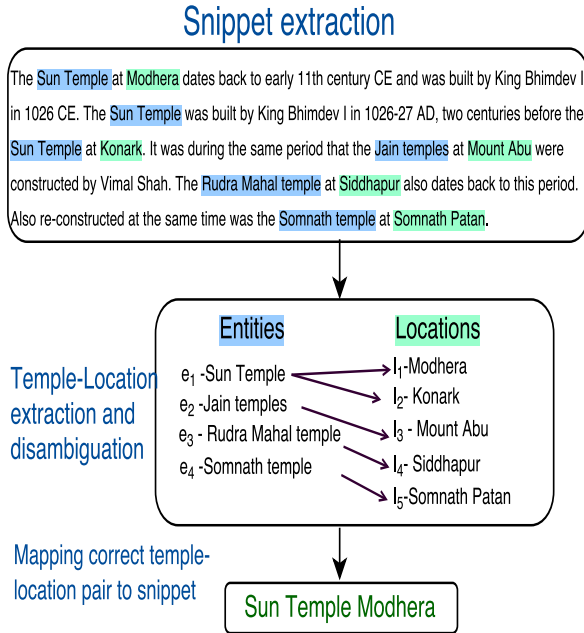 Snippet extraction
The Sun Temple at Modhera dates back to early 11th century CE and was built by King Bhimdev I
in 1026 CE. The Sun Temple was built by King Bhimdev I in 1026-27 AD, two centuries before the
Sun Temple at Konark. It was during the same period that the Jain temples at Mount Abu were
constructed by Vimal Shah. The Rudra Mahal temple at Siddhapur also dates back to this period.
Also re-constructed at the same time was the Somnath temple at Somnath Patan.
Entities
e1 -Sun Temple
e2 -Jain temples
e3 - Rudra Mahal temple
e4 -Somnath temple
Locations
l1-Modhera
l2- Konark
l3 - Mount Abu
l4- Siddhapur
l5-Somnath Patan
Temple-Location
extraction and
disambiguation
Mapping correct temple-
location pair to snippet
Sun Temple Modhera